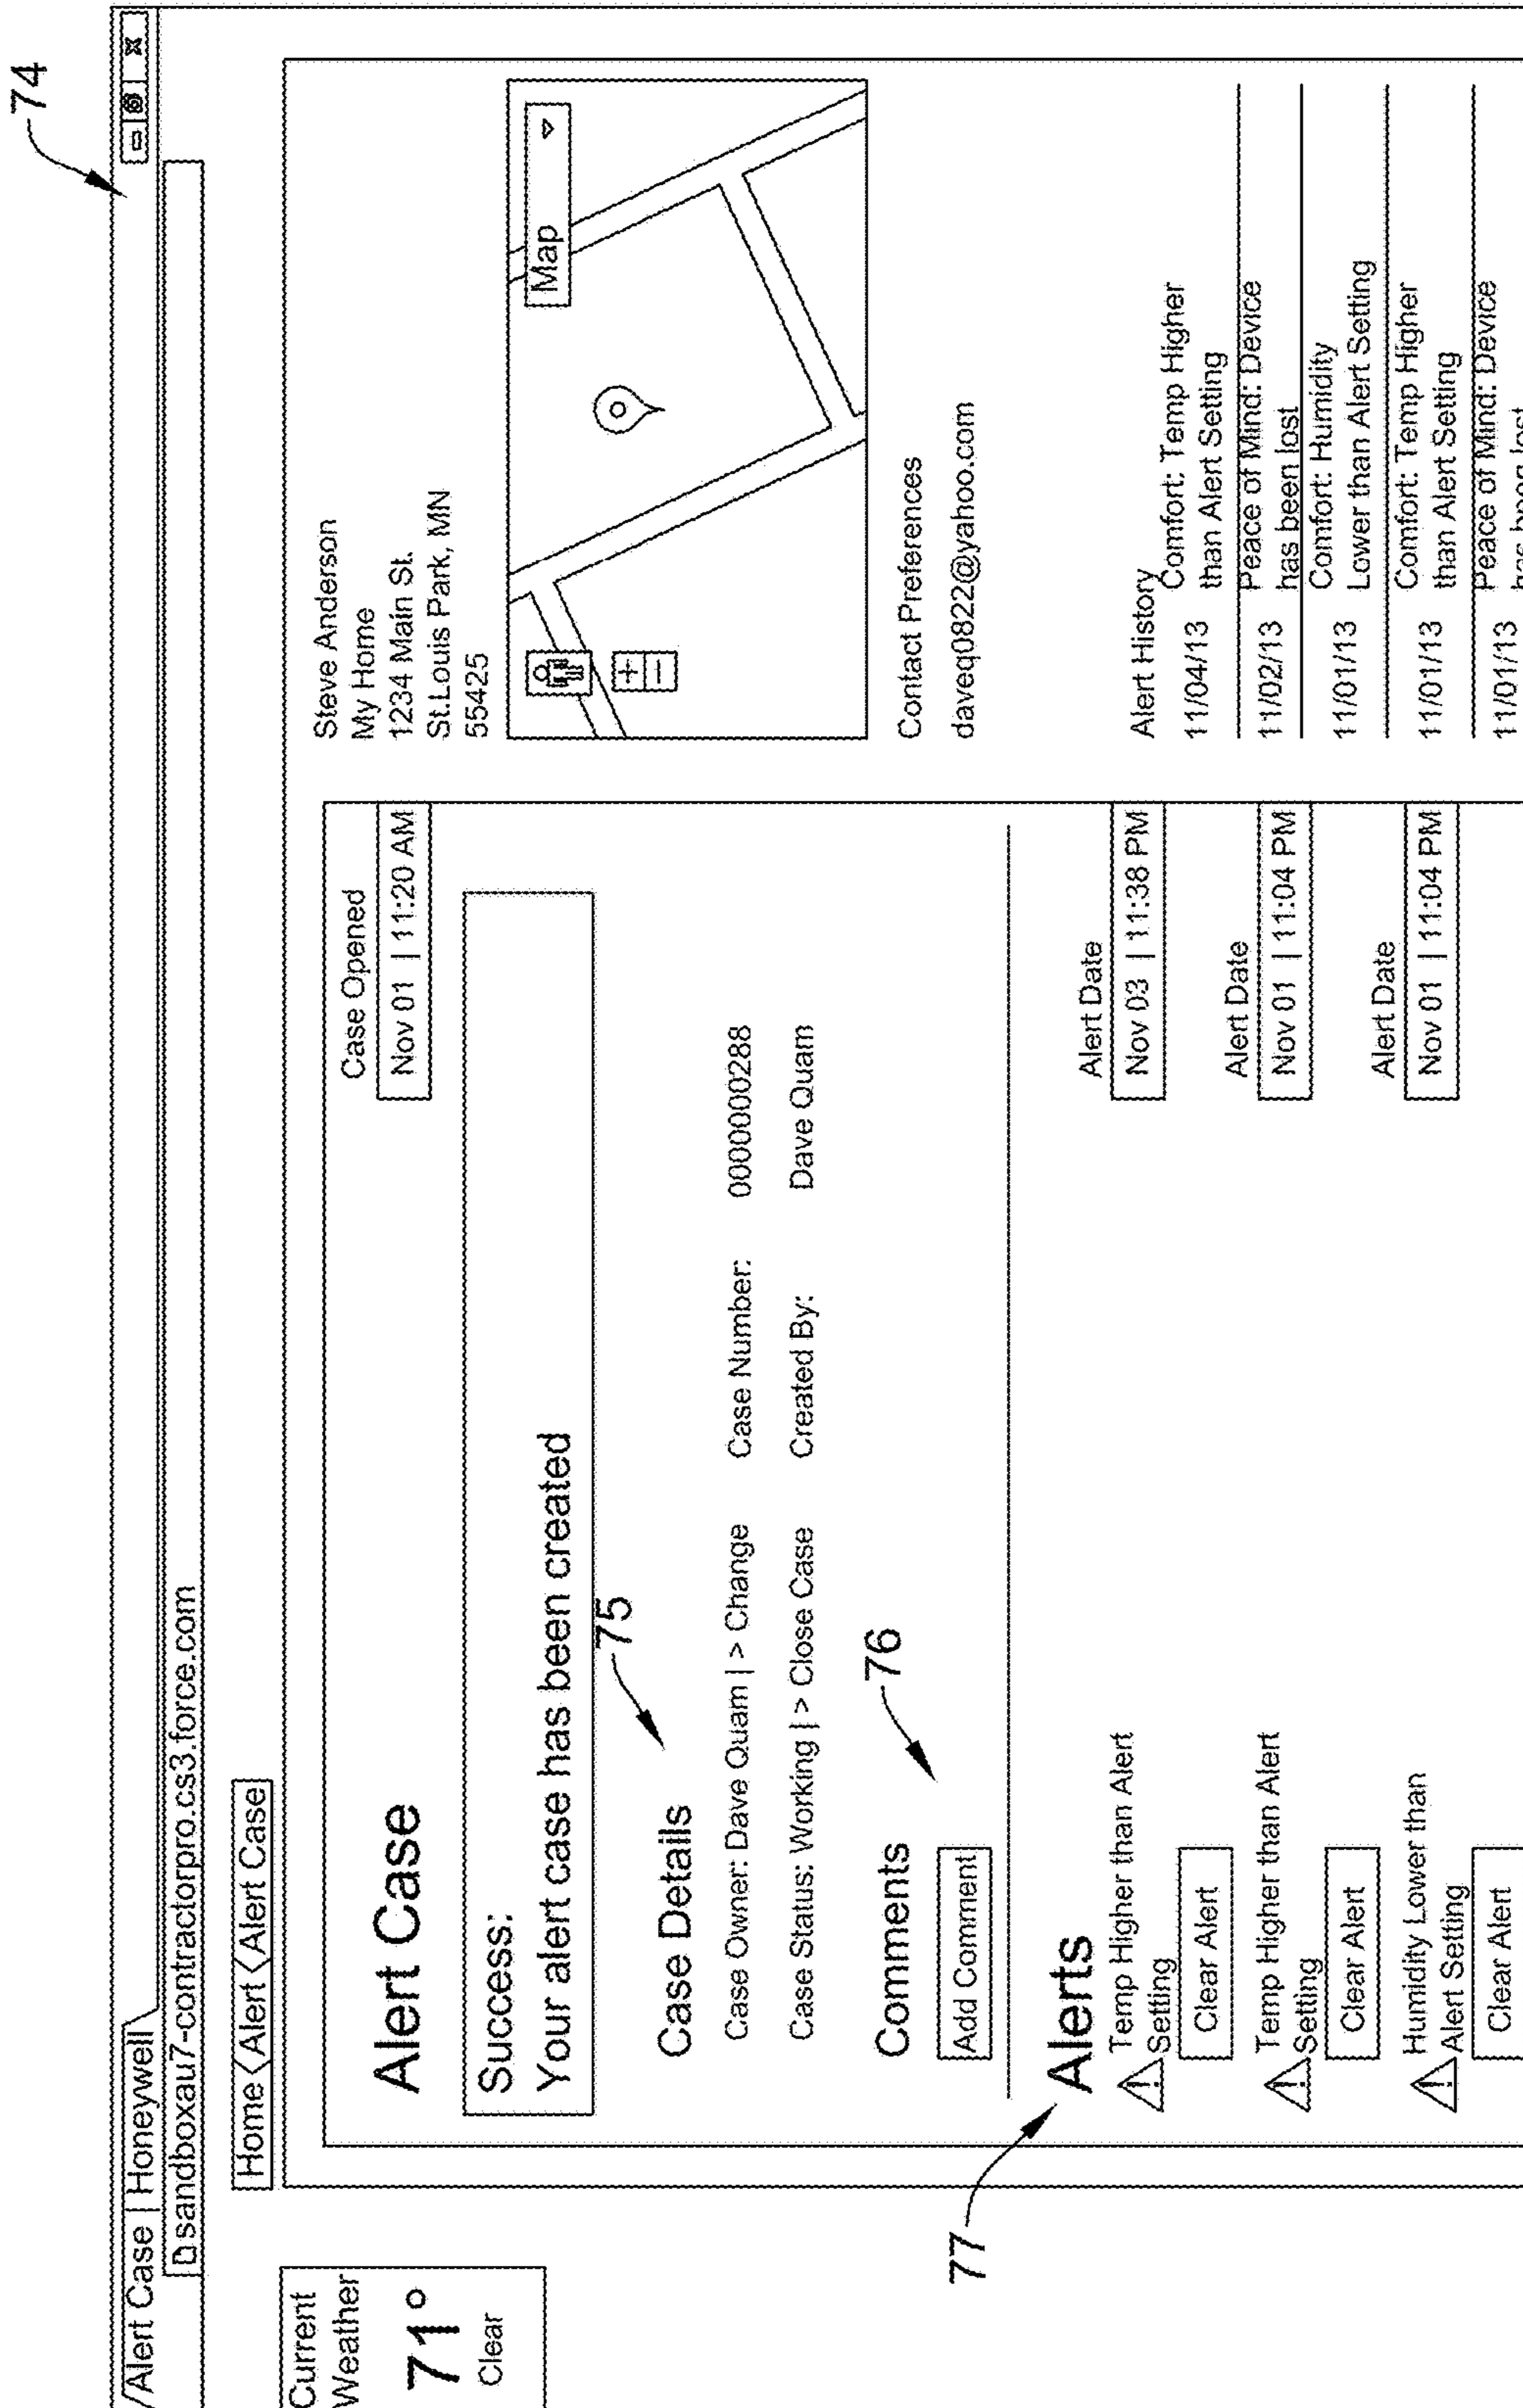 74
Alert Case | Honeywell
sandboxau7-contractorpro.cs3.force.com
Home Alert Alert Case
Current
Weather
71°
Clear
Alert Case
Case Opened
Nov 01 | 11:20 AM
Success:
Your alert case has been created
75
Case Details
Case Owner: Dave Quam | > Change Case Number: 0000000288
Case Status: Working | > Close Case Created By: Dave Quam
76
Comments
Add Comment
77
Alerts
Temp Higher than Alert
Setting
Clear Alert
Alert Date
Nov 03 | 11:38 PM
Temp Higher than Alert
Setting
Clear Alert
Alert Date
Nov 01 | 11:04 PM
Humidity Lower than
Alert Setting
Clear Alert
Alert Date
Nov 01 | 11:04 PM
Steve Anderson
My Home
1234 Main St.
St.Louis Park, MN
55425
Map
+
−
Contact Preferences
daveq0822@yahoo.com
Alert History
11/04/13 Comfort: Temp Higher
than Alert Setting
11/02/13 Peace of Mind: Device
has been lost
11/01/13 Comfort: Humidity
Lower than Alert Setting
11/01/13 Comfort: Temp Higher
than Alert Setting
11/01/13 Peace of Mind: Device
has been lost